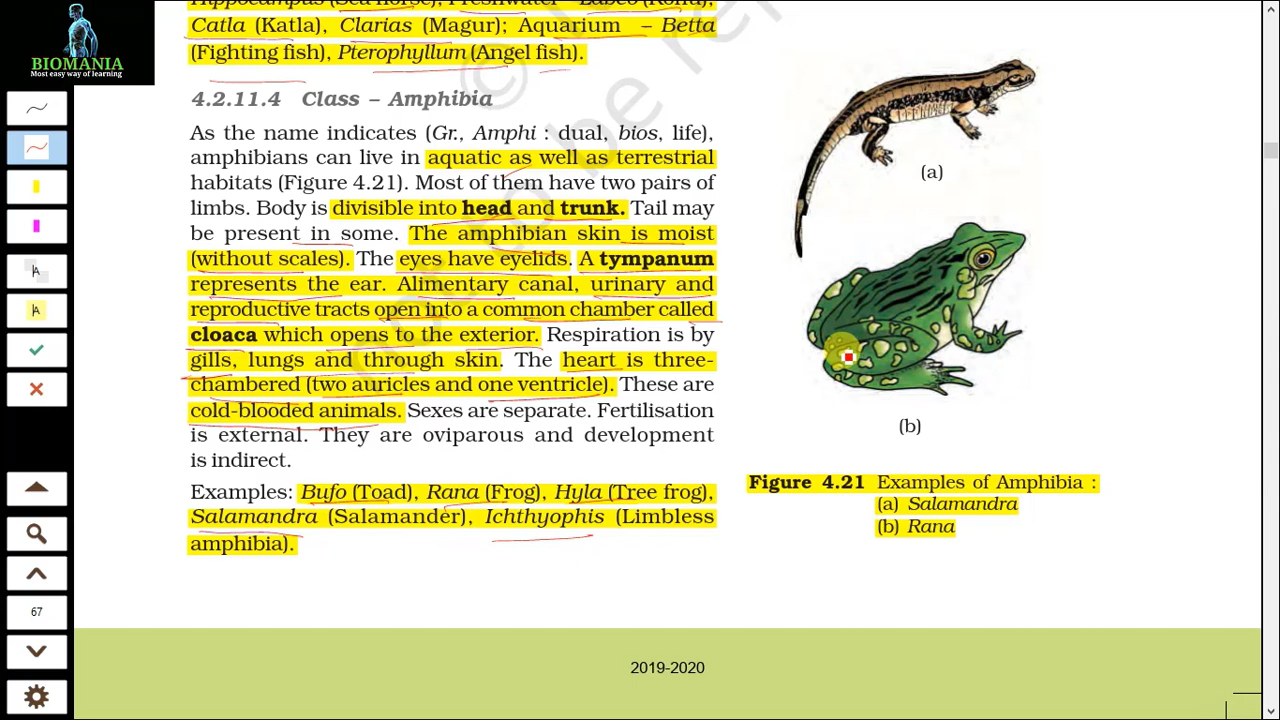 BIOMANIA
Most easy way of learning
Catla (Katla), Clarias (Magur); Aquarium – Betta
(Fighting fish), Pterophyllum (Angel fish).
4.2.11.4 Class – Amphibia
As the name indicates (Gr., Amphi : dual, bios, life),
amphibians can live in aquatic as well as terrestrial
habitats (Figure 4.21). Most of them have two pairs of
limbs. Body is divisible into head and trunk. Tail may
be present in some. The amphibian skin is moist
(without scales). The eyes have eyelids. A tympanum
represents the ear. Alimentary canal, urinary and
reproductive tracts open into a common chamber called
cloaca which opens to the exterior. Respiration is by
gills, lungs and through skin. The heart is three-
chambered (two auricles and one ventricle). These are
cold-blooded animals. Sexes are separate. Fertilisation
is external. They are oviparous and development
is indirect.
Examples: Bufo (Toad), Rana (Frog), Hyla (Tree frog),
Salamandra (Salamander), Ichthyophis (Limbless
amphibia).
(a)
(b)
Figure 4.21 Examples of Amphibia :
(a) Salamandra
(b) Rana
67
2019-2020